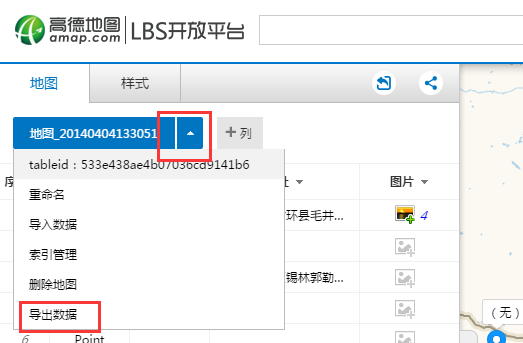 高德地图 LBS开放平台
amap.com
地图 样式
地图_20140404133051 + 列
tableid：533e438ae4b07036cd9141b6
址 图片
重命名
环县毛井... 4
导入数据
索引管理
锡林郭勒...
删除地图
导出数据
（无）
6 Point